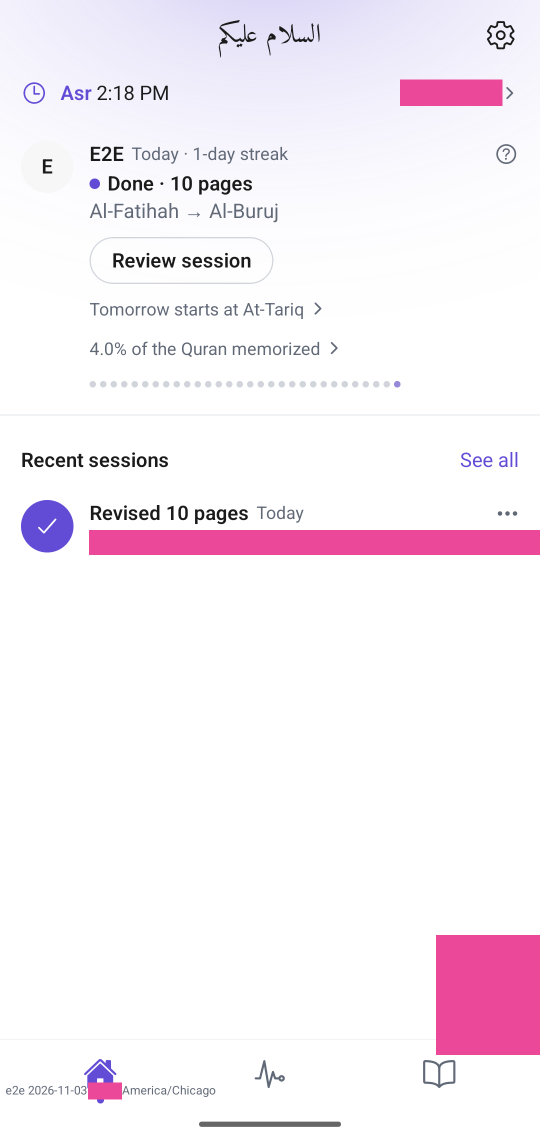 السلام عليكم
Asr 2:18 PM
E
E2E Today · 1-day streak
Done · 10 pages
Al-Fatihah → Al-Buruj
Review session
Tomorrow starts at At-Tariq
4.0% of the Quran memorized
Recent sessions See all
Revised 10 pages Today
e2e 2026-11-03 America/Chicago